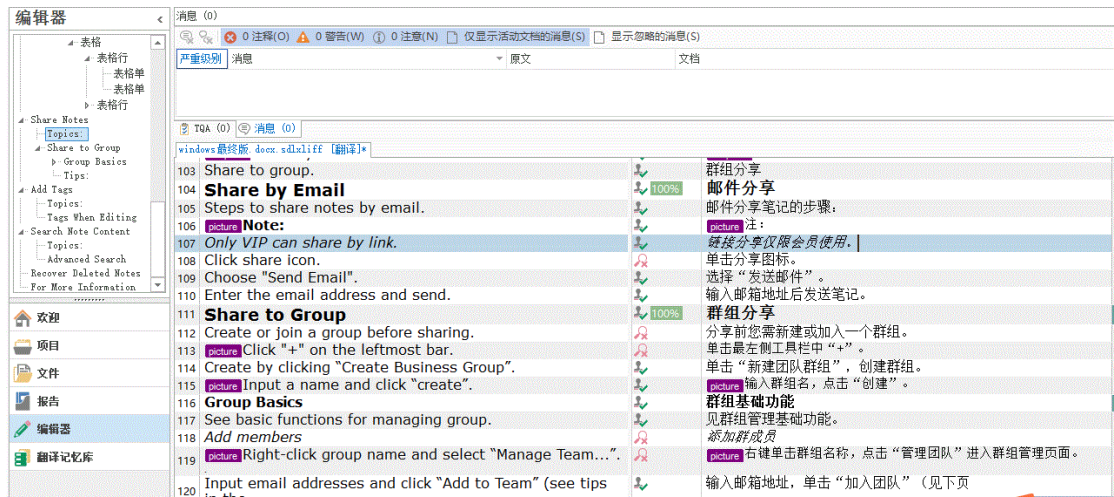 编辑器
表格
表格行
表格单
表格单
表格行
Share Notes
Topics:
Share to Group
Group Basics
Tips:
Add Tags
Topics:
Tags When Editing
Search Note Content
Topics:
Advanced Search
Recover Deleted Notes
For More Information
欢迎
项目
文件
报告
编辑器
翻译记忆库
消息 (0)
0 注释(O) 0 警告(W) 0 注意(N) 仅显示活动文档的消息(S) 显示忽略的消息(S)
严重级别 消息 原文 文档
TQA (0) 消息 (0)
windows最终版.docx.sdlxliff [翻译]*
103 Share to group. 群组分享
104 Share by Email 100% 邮件分享
105 Steps to share notes by email. 邮件分享笔记的步骤:
106 picture Note: picture 注:
107 Only VIP can share by link. 链接分享仅限会员使用.
108 Click share icon. 单击分享图标。
109 Choose "Send Email". 选择“发送邮件”。
110 Enter the email address and send. 输入邮箱地址后发送笔记。
111 Share to Group 100% 群组分享
112 Create or join a group before sharing. 分享前您需新建或加入一个群组。
113 picture Click "+" on the leftmost bar. 单击最左侧工具栏中“+”。
114 Create by clicking “Create Business Group”. 单击“新建团队群组”，创建群组。
115 picture Input a name and click “create”. picture 输入群组名，点击“创建”。
116 Group Basics 群组基础功能
117 See basic functions for managing group. 见群组管理基础功能。
118 Add members 添加群成员
119 picture Right-click group name and select “Manage Team...”. picture 右键单击群组名称，点击“管理团队”进入群组管理页面。
120 Input email addresses and click “Add to Team” (see tips 输入邮箱地址，单击“加入团队”（见下页